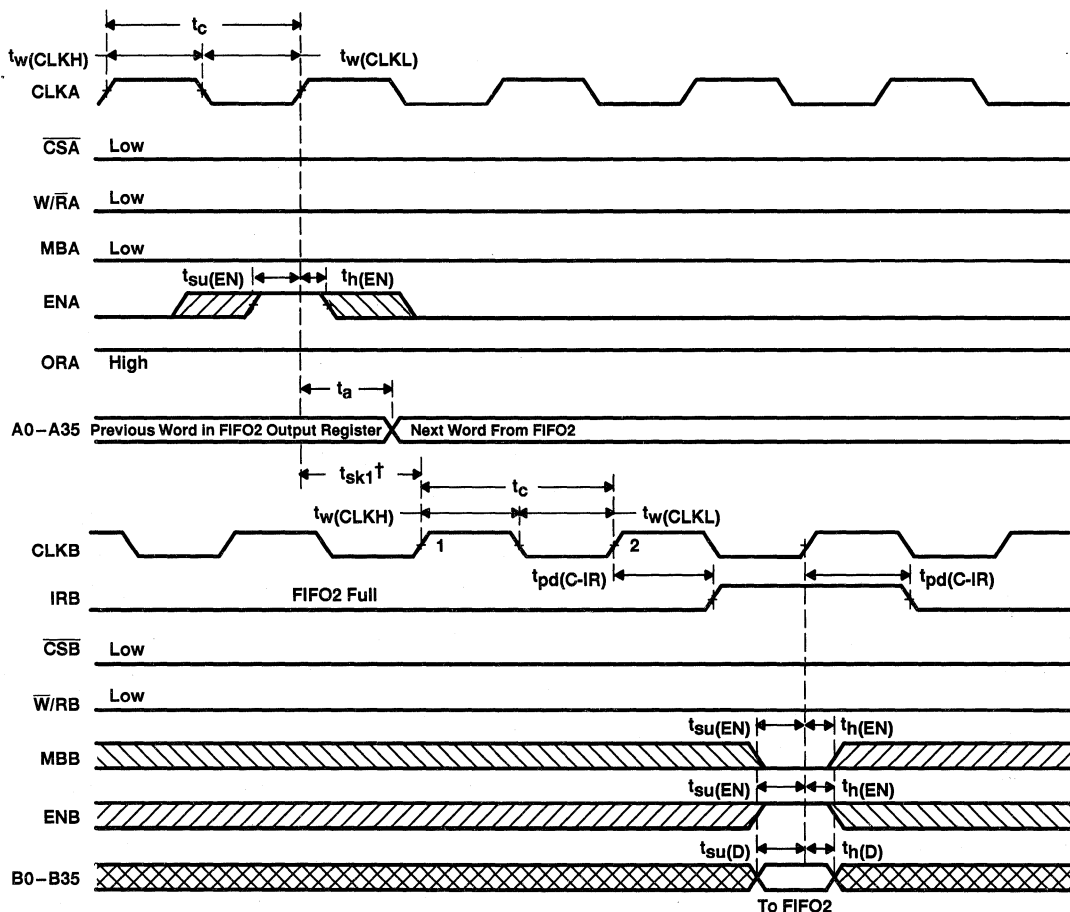 tc
tw(CLKH) tw(CLKL)
CLKA
CSA Low
W/RA Low
MBA Low
tsu(EN) th(EN)
ENA
ORA High
ta
A0–A35 Previous Word in FIFO2 Output Register Next Word From FIFO2
tsk1†
tc
tw(CLKH) tw(CLKL)
CLKB 1 2
tpd(C-IR) tpd(C-IR)
IRB FIFO2 Full
CSB Low
W/RB Low
tsu(EN) th(EN)
MBB
tsu(EN) th(EN)
ENB
tsu(D) th(D)
B0–B35
To FIFO2